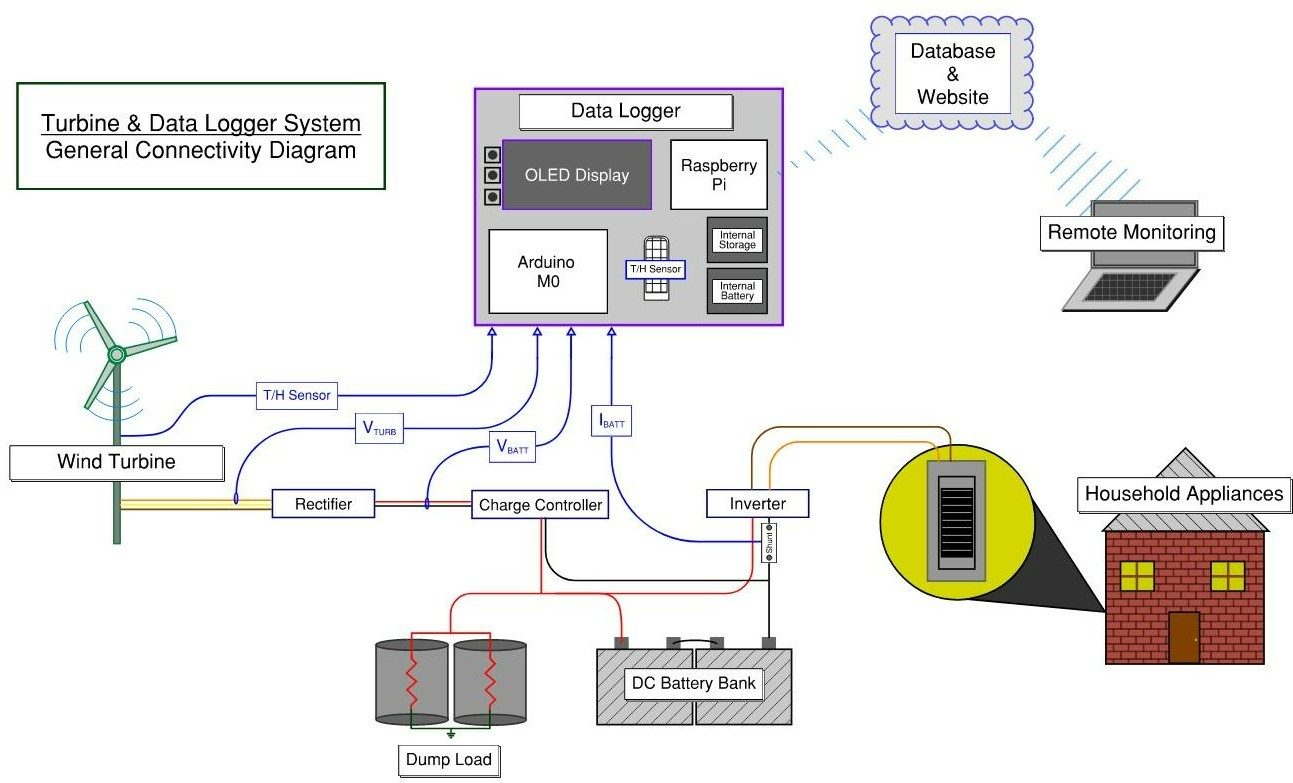 Turbine & Data Logger System
General Connectivity Diagram
Data Logger
OLED Display
Raspberry
Pi
Arduino
M0
T/H Sensor
Internal
Storage
Internal
Battery
Database
&
Website
Remote Monitoring
T/H Sensor
VTURB
VBATT
IBATT
Wind Turbine
Rectifier
Charge Controller
Inverter
Shunt
Household Appliances
DC Battery Bank
Dump Load